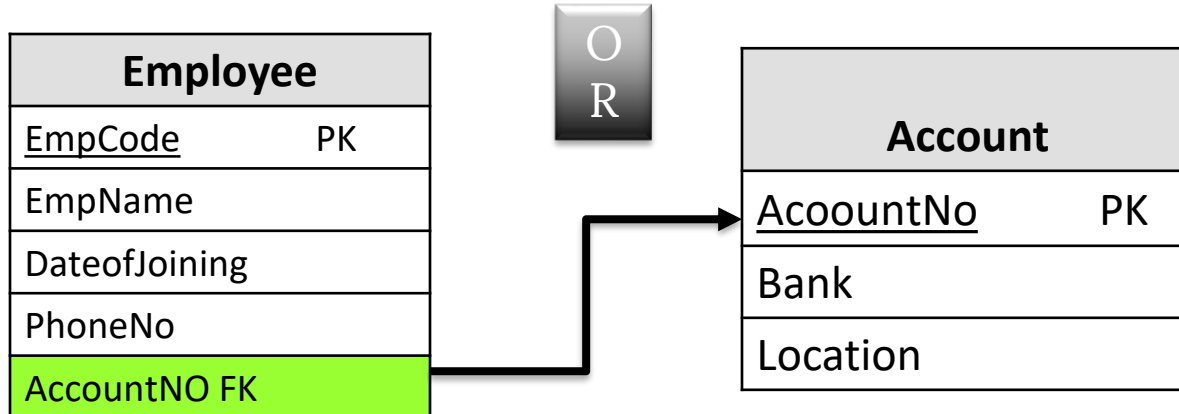 O
R
Employee
EmpCode PK
EmpName
DateofJoining
PhoneNo
AccountNO FK
Account
AcoountNo PK
Bank
Location